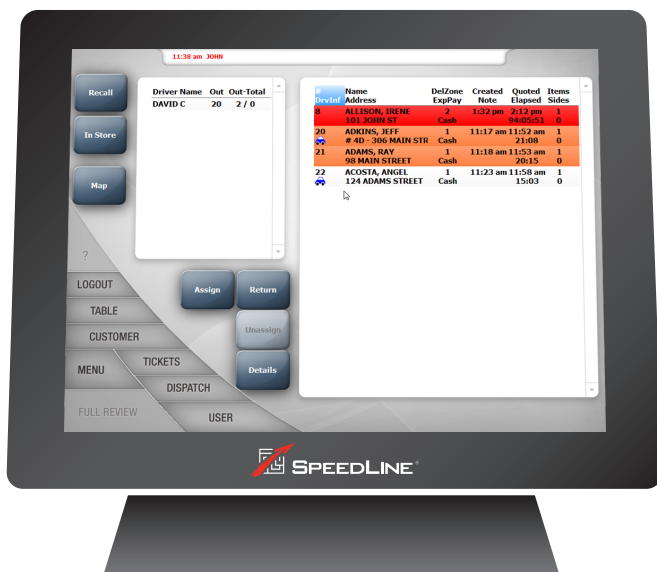 11:38 am JOHN
Recall
In Store
Map
?
LOGOUT
TABLE
CUSTOMER
MENU
TICKETS
DISPATCH
FULL REVIEW
USER
Driver Name Out Out-Total
DAVID C 20 2 / 0
Assign
Return
Unassign
Details
# Name DelZone Created Quoted Items
DrvInf Address ExpPay Note Elapsed Sides
8 ALLISON, IRENE 2 1:32 pm 2:12 pm 1
101 JOHN ST Cash 94:05:51 0
20 ADKINS, JEFF 1 11:17 am 11:52 am 1
# 4D - 306 MAIN STR Cash 21:08 0
21 ADAMS, RAY 1 11:18 am 11:53 am 1
98 MAIN STREET Cash 20:15 0
22 ACOSTA, ANGEL 1 11:23 am 11:58 am 1
124 ADAMS STREET Cash 15:03 0
SPEEDLINE®